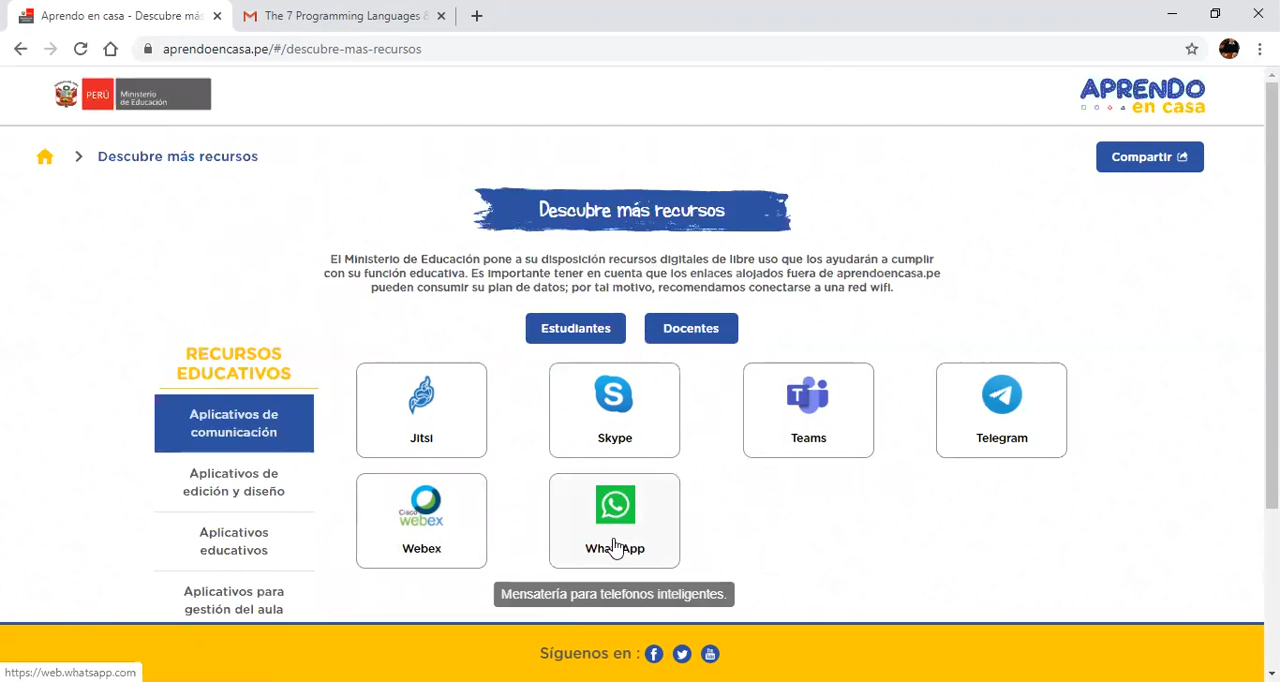 Aprendo en casa - Descubre más
The 7 Programming Languages &
aprendoencasa.pe/#/descubre-mas-recursos
PERÚ
Ministerio
de Educación
APRENDO
en casa
Descubre más recursos
Compartir
Descubre más recursos
El Ministerio de Educación pone a su disposición recursos digitales de libre uso que los ayudarán a cumplir
con su función educativa. Es importante tener en cuenta que los enlaces alojados fuera de aprendoencasa.pe
pueden consumir su plan de datos; por tal motivo, recomendamos conectarse a una red wifi.
Estudiantes
Docentes
RECURSOS
EDUCATIVOS
Aplicativos de
comunicación
Aplicativos de
edición y diseño
Aplicativos
educativos
Aplicativos para
gestión del aula
Jitsi
Skype
Teams
Telegram
CISCO
webex
Webex
WhatsApp
Mensatería para telefonos inteligentes.
Síguenos en :
https://web.whatsapp.com